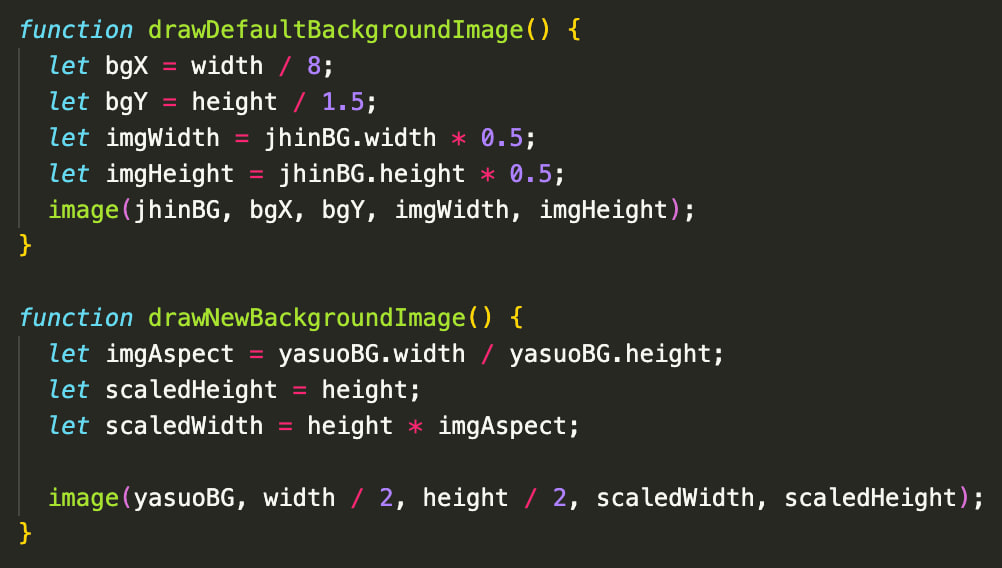 function drawDefaultBackgroundImage() {
  let bgX = width / 8;
  let bgY = height / 1.5;
  let imgWidth = jhinBG.width * 0.5;
  let imgHeight = jhinBG.height * 0.5;
  image(jhinBG, bgX, bgY, imgWidth, imgHeight);
}

function drawNewBackgroundImage() {
  let imgAspect = yasuoBG.width / yasuoBG.height;
  let scaledHeight = height;
  let scaledWidth = height * imgAspect;

  image(yasuoBG, width / 2, height / 2, scaledWidth, scaledHeight);
}